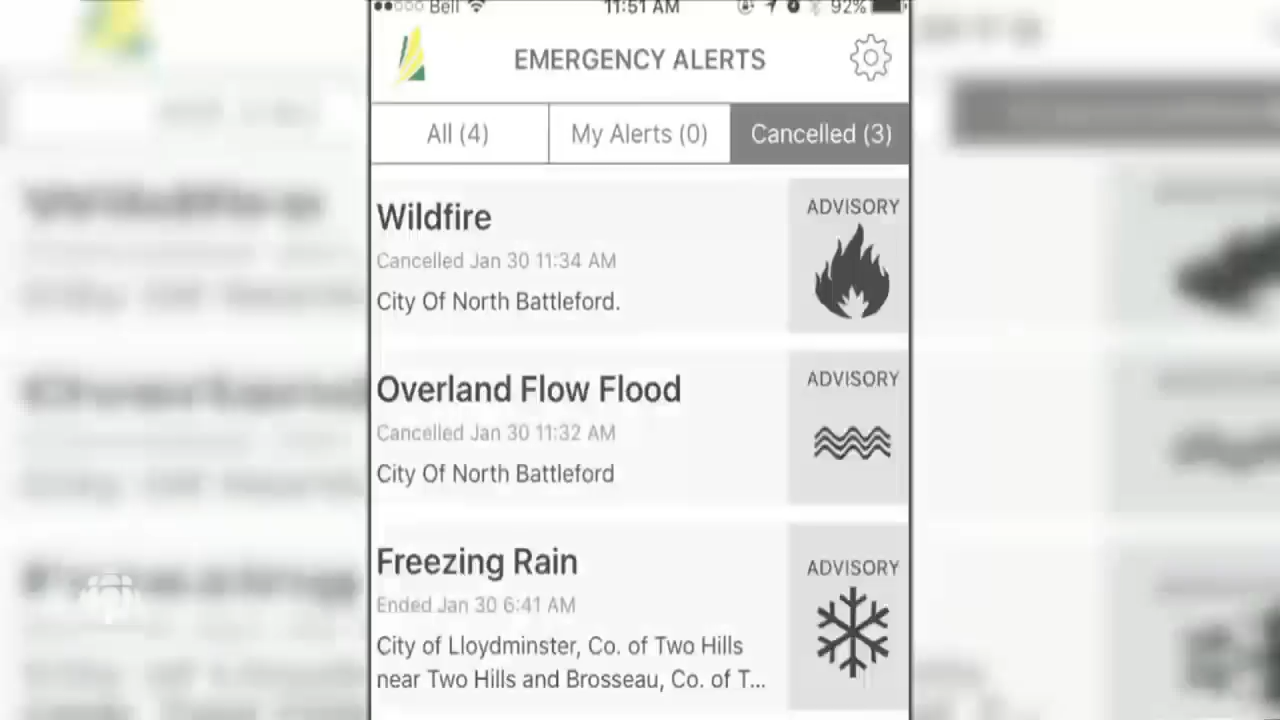 Bell 11:51 AM 92%
EMERGENCY ALERTS
All (4) My Alerts (0) Cancelled (3)
Wildfire
Cancelled Jan 30 11:34 AM
City Of North Battleford.
ADVISORY
Overland Flow Flood
Cancelled Jan 30 11:32 AM
City Of North Battleford
ADVISORY
Freezing Rain
Ended Jan 30 6:41 AM
City of Lloydminster, Co. of Two Hills
near Two Hills and Brosseau, Co. of T...
ADVISORY